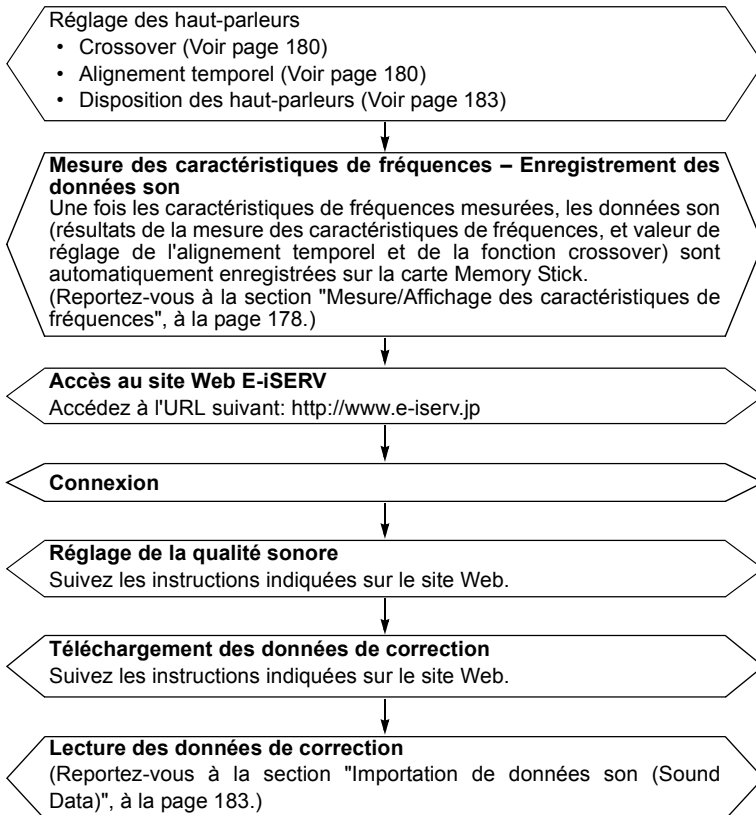 Réglage des haut-parleurs
• Crossover (Voir page 180)
• Alignement temporel (Voir page 180)
• Disposition des haut-parleurs (Voir page 183)
Mesure des caractéristiques de fréquences – Enregistrement des
données son
Une fois les caractéristiques de fréquences mesurées, les données son
(résultats de la mesure des caractéristiques de fréquences, et valeur de
réglage de l'alignement temporel et de la fonction crossover) sont
automatiquement enregistrées sur la carte Memory Stick.
(Reportez-vous à la section "Mesure/Affichage des caractéristiques de
fréquences", à la page 178.)
Accès au site Web E-iSERV
Accédez à l'URL suivant: http://www.e-iserv.jp
Connexion
Réglage de la qualité sonore
Suivez les instructions indiquées sur le site Web.
Téléchargement des données de correction
Suivez les instructions indiquées sur le site Web.
Lecture des données de correction
(Reportez-vous à la section "Importation de données son (Sound
Data)", à la page 183.)